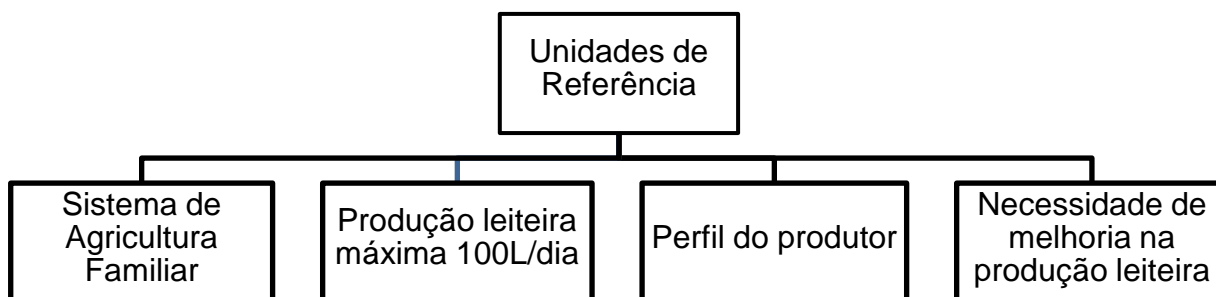 Unidades de
Referência
Sistema de
Agricultura
Familiar
Produção leiteira
máxima 100L/dia
Perfil do produtor
Necessidade de
melhoria na
produção leiteira